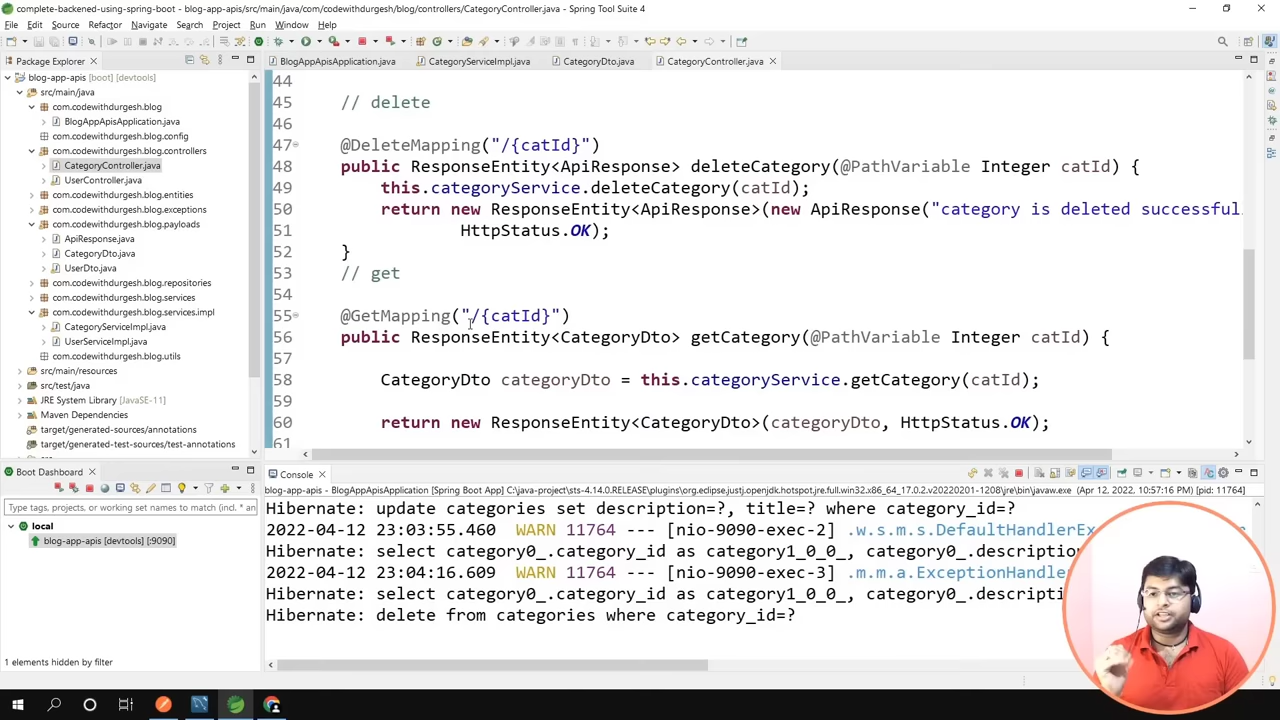 complete-backened-using-spring-boot - blog-app-apis/src/main/java/com/codewithdurgesh/blog/controllers/CategoryController.java - Spring Tool Suite 4
File Edit Source Refactor Navigate Search Project Run Window Help
Package Explorer
BlogAppApisApplication.java CategoryServiceImpl.java CategoryDto.java CategoryController.java
blog-app-apis [boot] [devtools]
src/main/java
com.codewithdurgesh.blog
BlogAppApisApplication.java
com.codewithdurgesh.blog.config
com.codewithdurgesh.blog.controllers
CategoryController.java
UserController.java
com.codewithdurgesh.blog.entities
com.codewithdurgesh.blog.exceptions
com.codewithdurgesh.blog.payloads
ApiResponse.java
CategoryDto.java
UserDto.java
com.codewithdurgesh.blog.repositories
com.codewithdurgesh.blog.services
com.codewithdurgesh.blog.services.impl
CategoryServiceImpl.java
UserServiceImpl.java
com.codewithdurgesh.blog.utils
src/main/resources
src/test/java
JRE System Library [JavaSE-11]
Maven Dependencies
target/generated-sources/annotations
target/generated-test-sources/test-annotations
44
45 // delete
46
47 @DeleteMapping("/{catId}")
48 public ResponseEntity<ApiResponse> deleteCategory(@PathVariable Integer catId) {
49 this.categoryService.deleteCategory(catId);
50 return new ResponseEntity<ApiResponse>(new ApiResponse("category is deleted successful
51 HttpStatus.OK);
52 }
53 // get
54
55 @GetMapping("/{catId}")
56 public ResponseEntity<CategoryDto> getCategory(@PathVariable Integer catId) {
57
58 CategoryDto categoryDto = this.categoryService.getCategory(catId);
59
60 return new ResponseEntity<CategoryDto>(categoryDto, HttpStatus.OK);
61
Boot Dashboard
Type tags, projects, or working set names to match (incl. * an
local
blog-app-apis [devtools] [:9090]
1 elements hidden by filter
Console
blog-app-apis - BlogAppApisApplication [Spring Boot App] C:\java-project\sts-4.14.0.RELEASE\plugins\org.eclipse.justj.openjdk.hotspot.jre.full.win32.x86_64_17.0.2.v20220201-1208\jre\bin\javaw.exe (Apr 12, 2022, 10:57:16 PM) [pid: 11764]
Hibernate: update categories set description=?, title=? where category_id=?
2022-04-12 23:03:55.460 WARN 11764 --- [nio-9090-exec-2] .w.s.m.s.DefaultHandlerEx
Hibernate: select category0_.category_id as category1_0_0_, category0_.description
2022-04-12 23:04:16.609 WARN 11764 --- [nio-9090-exec-3] .m.m.a.ExceptionHandler
Hibernate: select category0_.category_id as category1_0_0_, category0_.descripti
Hibernate: delete from categories where category_id=?